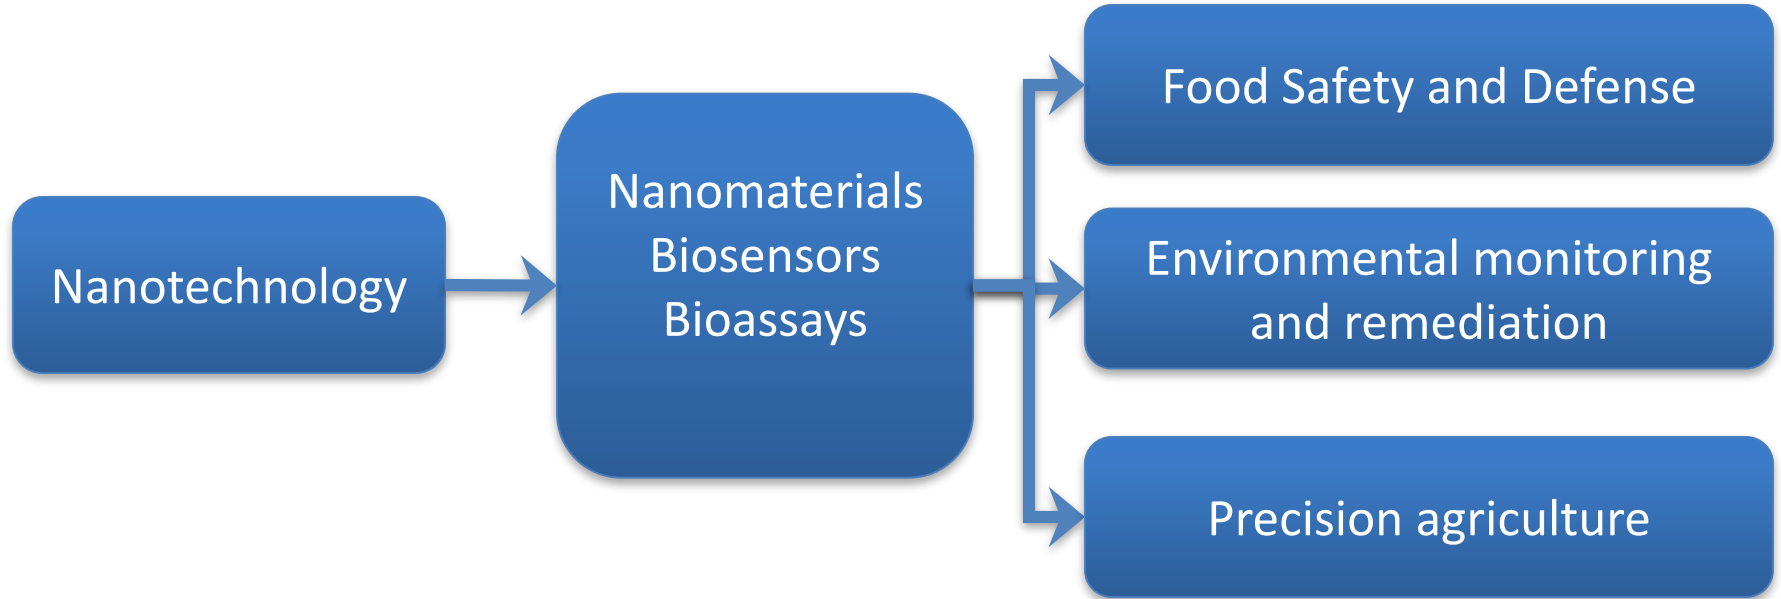 Nanotechnology
Nanomaterials
Biosensors
Bioassays
Food Safety and Defense
Environmental monitoring
and remediation
Precision agriculture